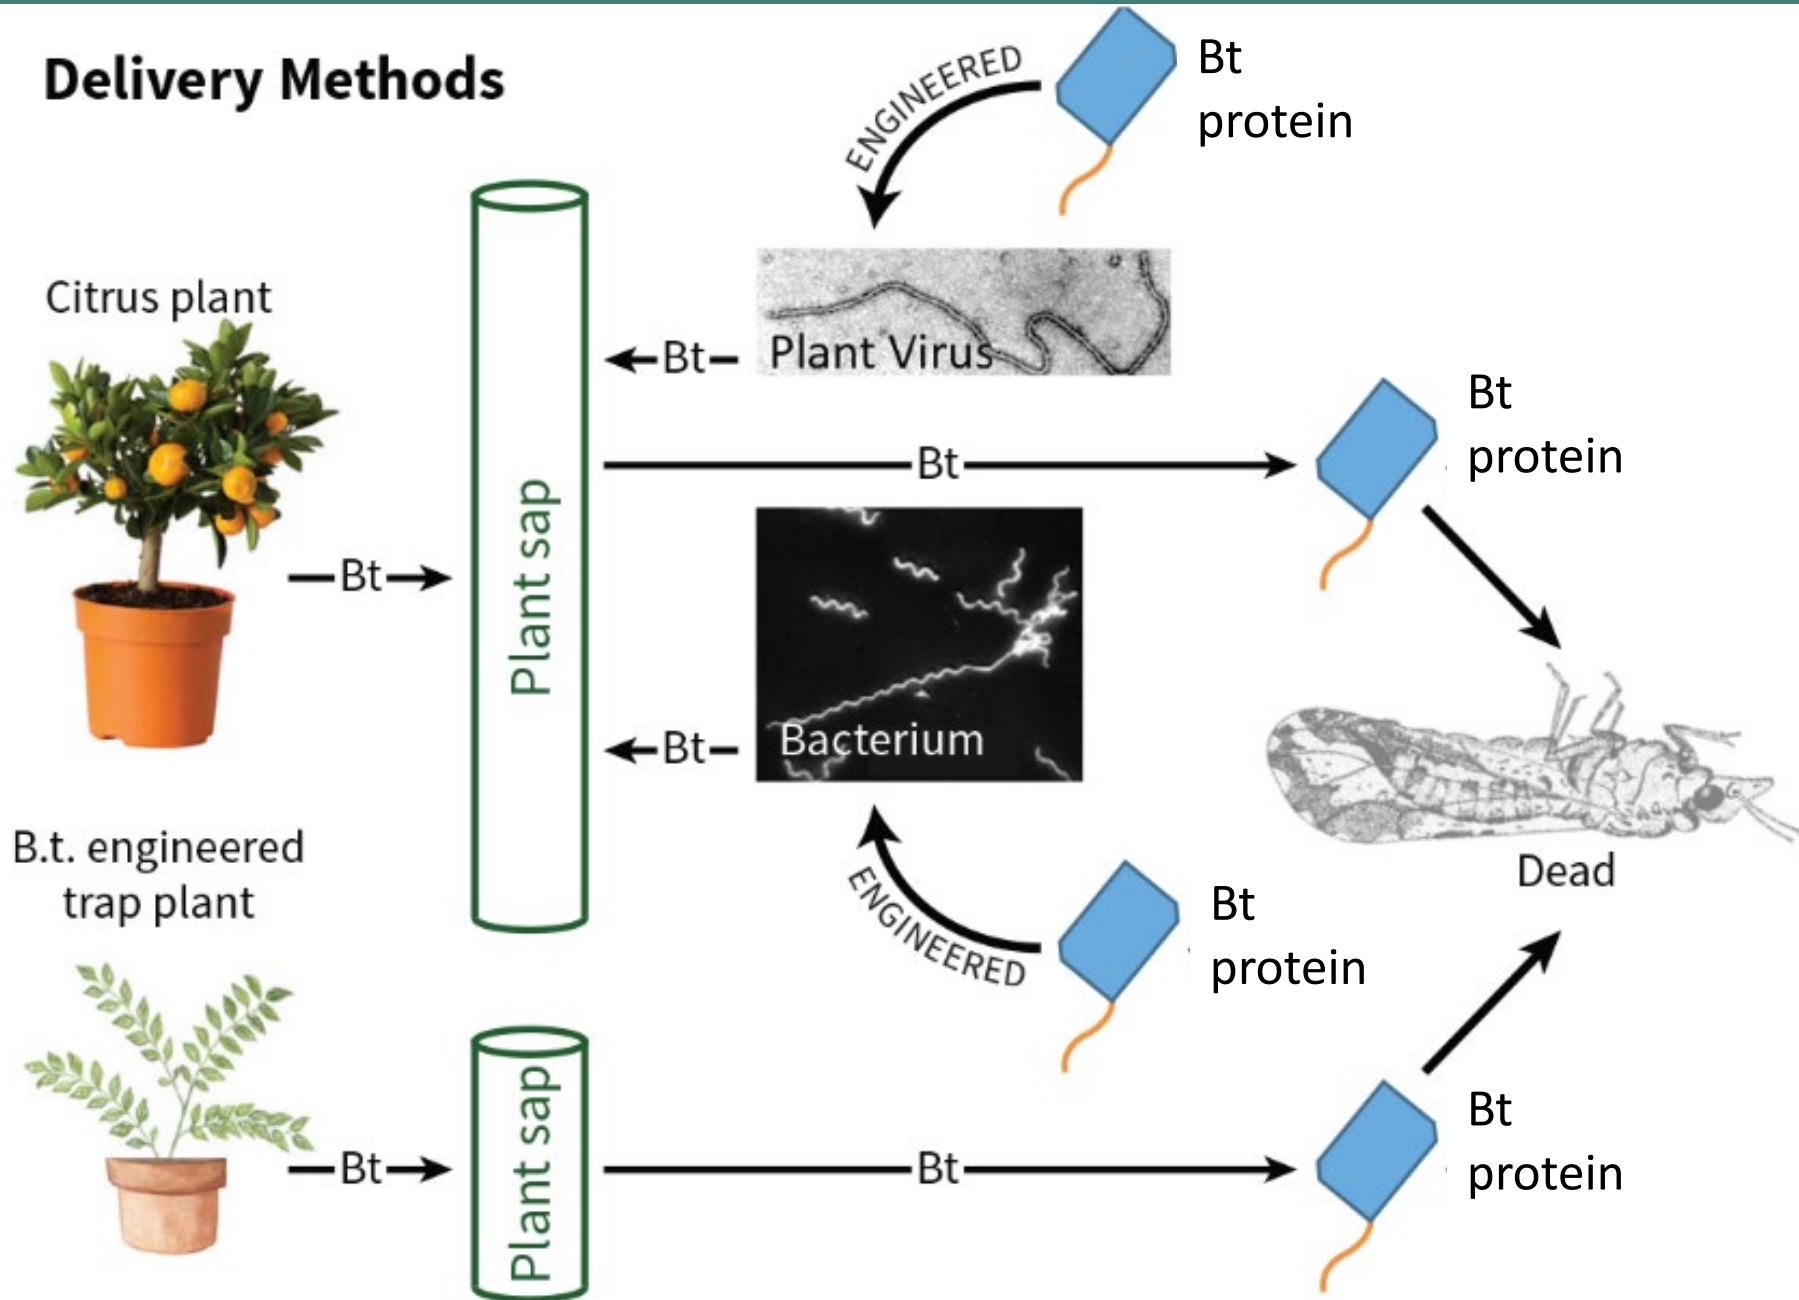 Delivery Methods
ENGINEERED
Bt
protein
Citrus plant
Plant Virus
Bt
Bt
Bt
protein
Bt
Plant sap
Bacterium
Bt
B.t. engineered
trap plant
ENGINEERED
Bt
protein
Dead
Bt
Plant sap
Bt
Bt
protein